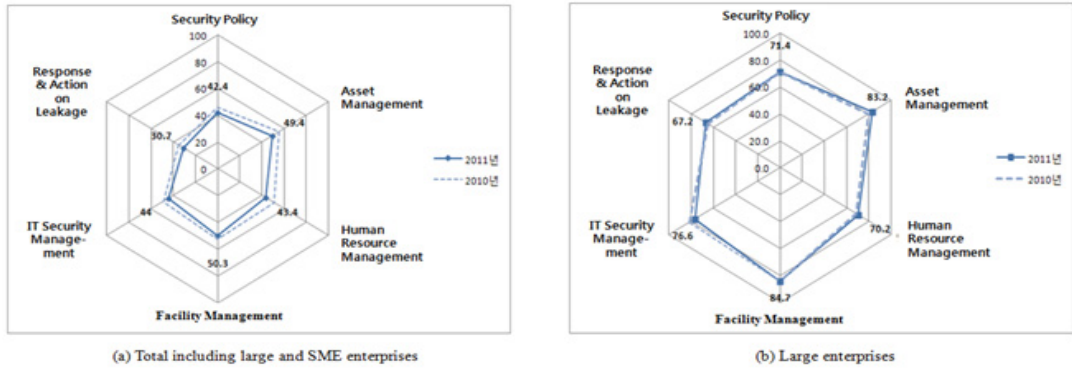 Security Policy
100
80
60
40
20
0
42.4
Asset
Management
49.4
Human
Resource
Management
43.4
Facility Management
50.3
IT Security
Manage-
ment
44
Response
& Action
on
Leakage
30.2
2011년
2010년
(a) Total including large and SME enterprises
Security Policy
100.0
80.0
60.0
40.0
20.0
0.0
71.4
Asset
Management
83.2
Human
Resource
Management
70.2
Facility Management
84.7
IT Security
Manage-
ment
76.6
Response
& Action
on
Leakage
67.2
2011년
2010년
(b) Large enterprises